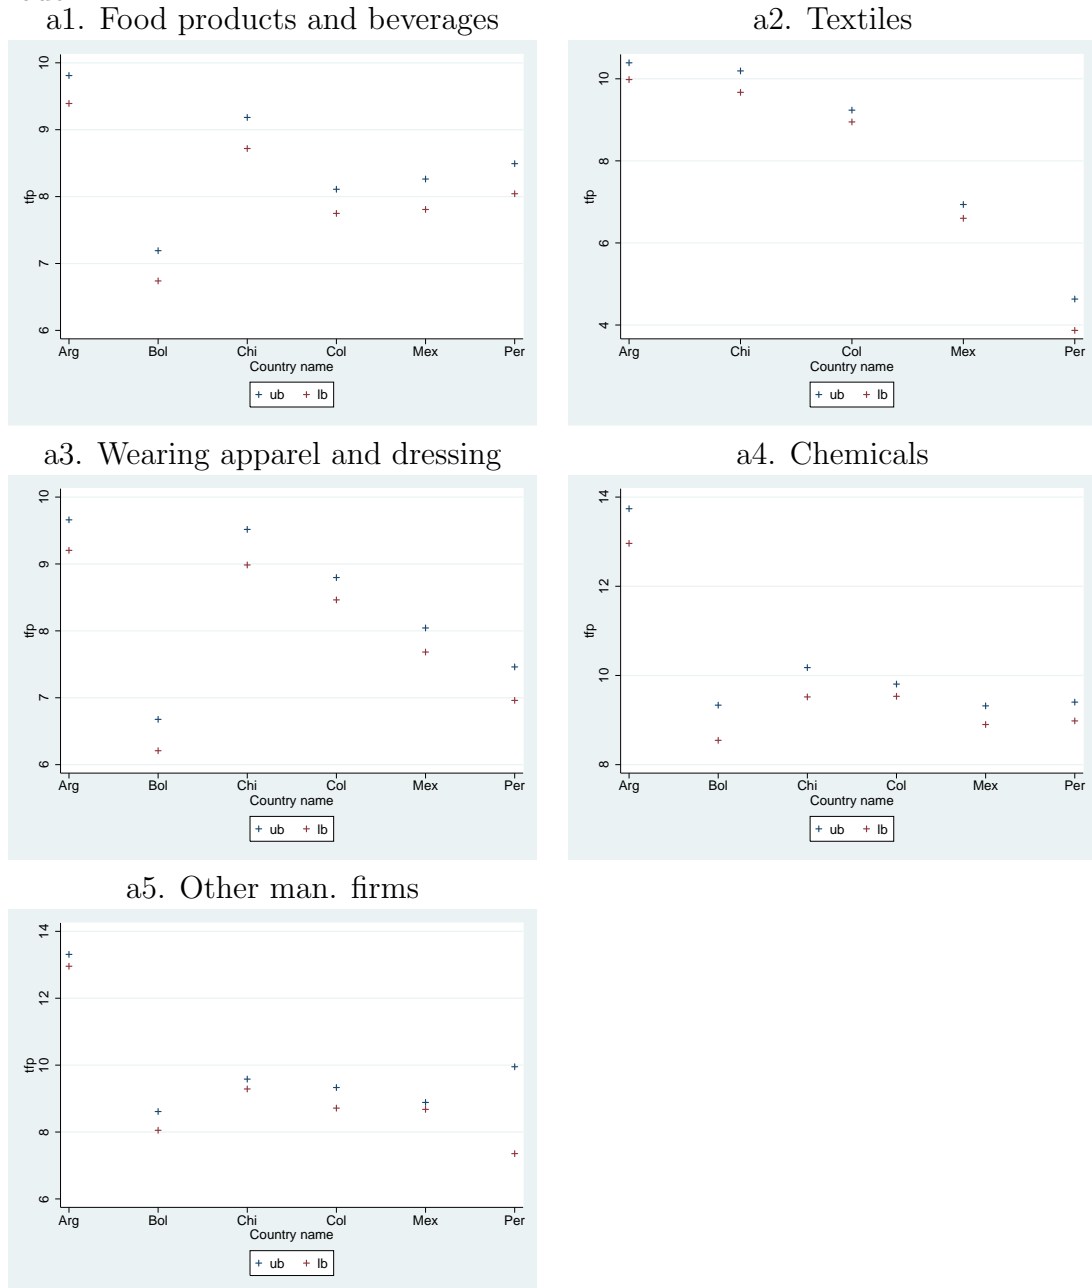 a1. Food products and beverages
10
9
8
7
6
tfp
Arg Bol Chi Col Mex Per
Country name
ub lb
a2. Textiles
10
8
6
4
tfp
Arg Chi Col Mex Per
Country name
ub lb
a3. Wearing apparel and dressing
10
9
8
7
6
tfp
Arg Bol Chi Col Mex Per
Country name
ub lb
a4. Chemicals
14
12
10
8
tfp
Arg Bol Chi Col Mex Per
Country name
ub lb
a5. Other man. firms
14
12
10
8
6
tfp
Arg Bol Chi Col Mex Per
Country name
ub lb